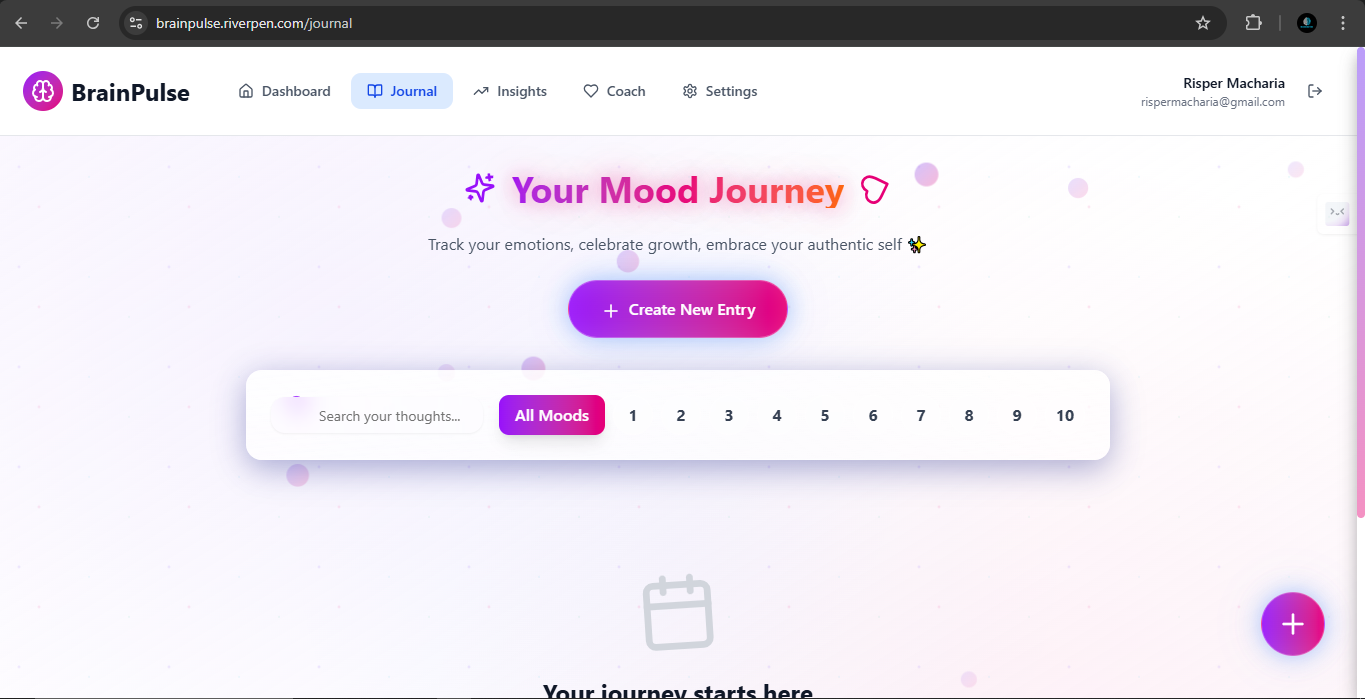 brainpulse.riverpen.com/journal
BrainPulse
Dashboard
Journal
Insights
Coach
Settings
Risper Macharia
rispermacharia@gmail.com
Your Mood Journey
Track your emotions, celebrate growth, embrace your authentic self ✨
+ Create New Entry
Search your thoughts...
All Moods 1 2 3 4 5 6 7 8 9 10
Your journey starts here